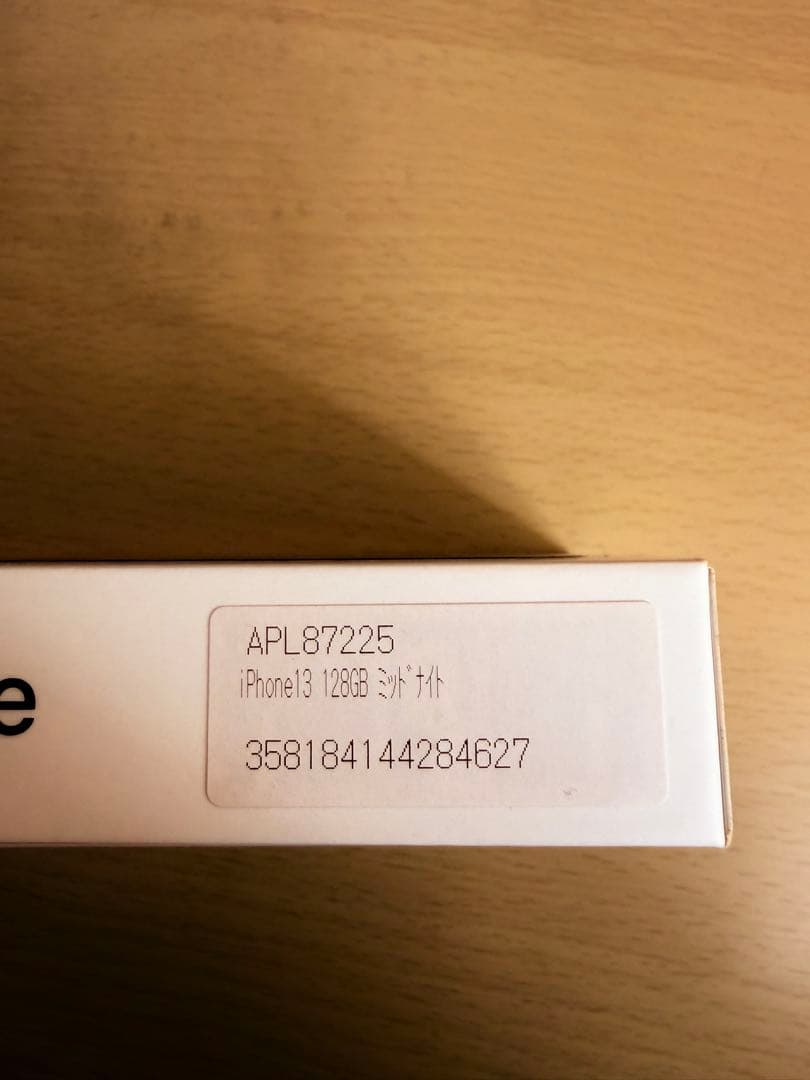 APL87225
iPhone13 128GB ﾐｯﾄﾞﾅｲﾄ
e
358184144284627